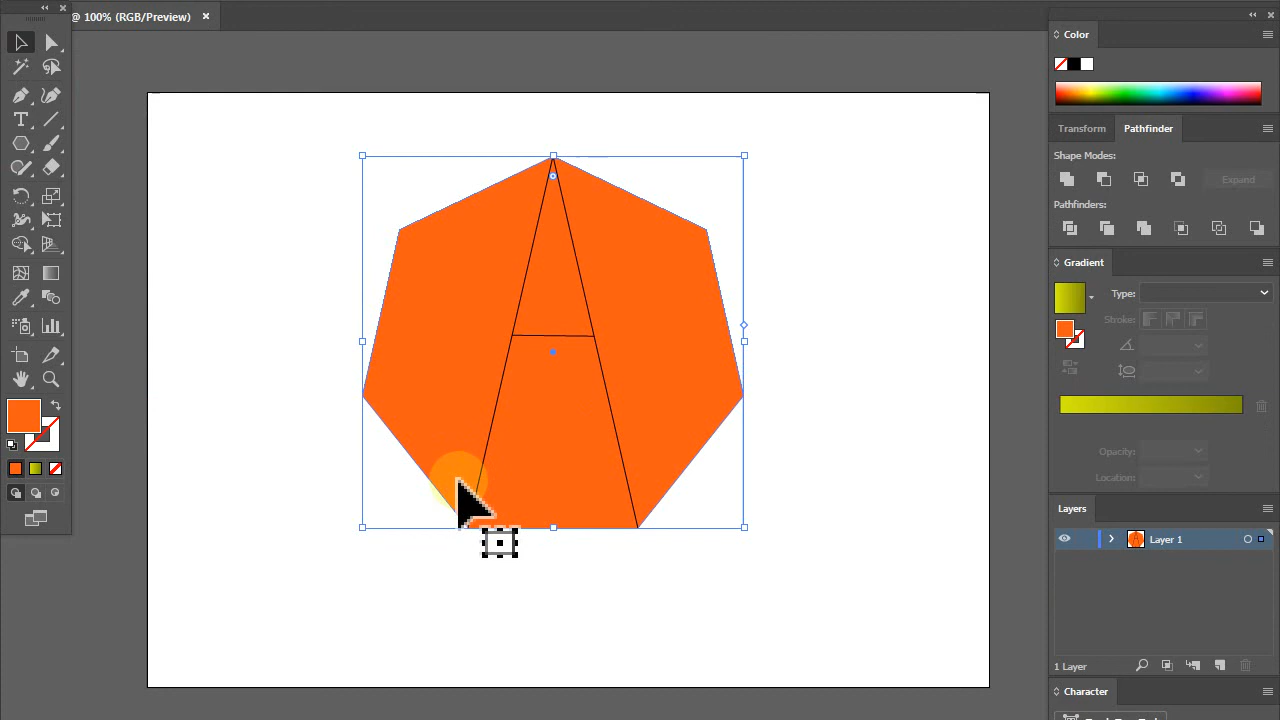 @ 100% (RGB/Preview) ×
Color
Transform Pathfinder
Shape Modes:
Expand
Pathfinders:
Gradient
Type:
Stroke:
Opacity:
Location:
Layers
Layer 1
1 Layer
Character